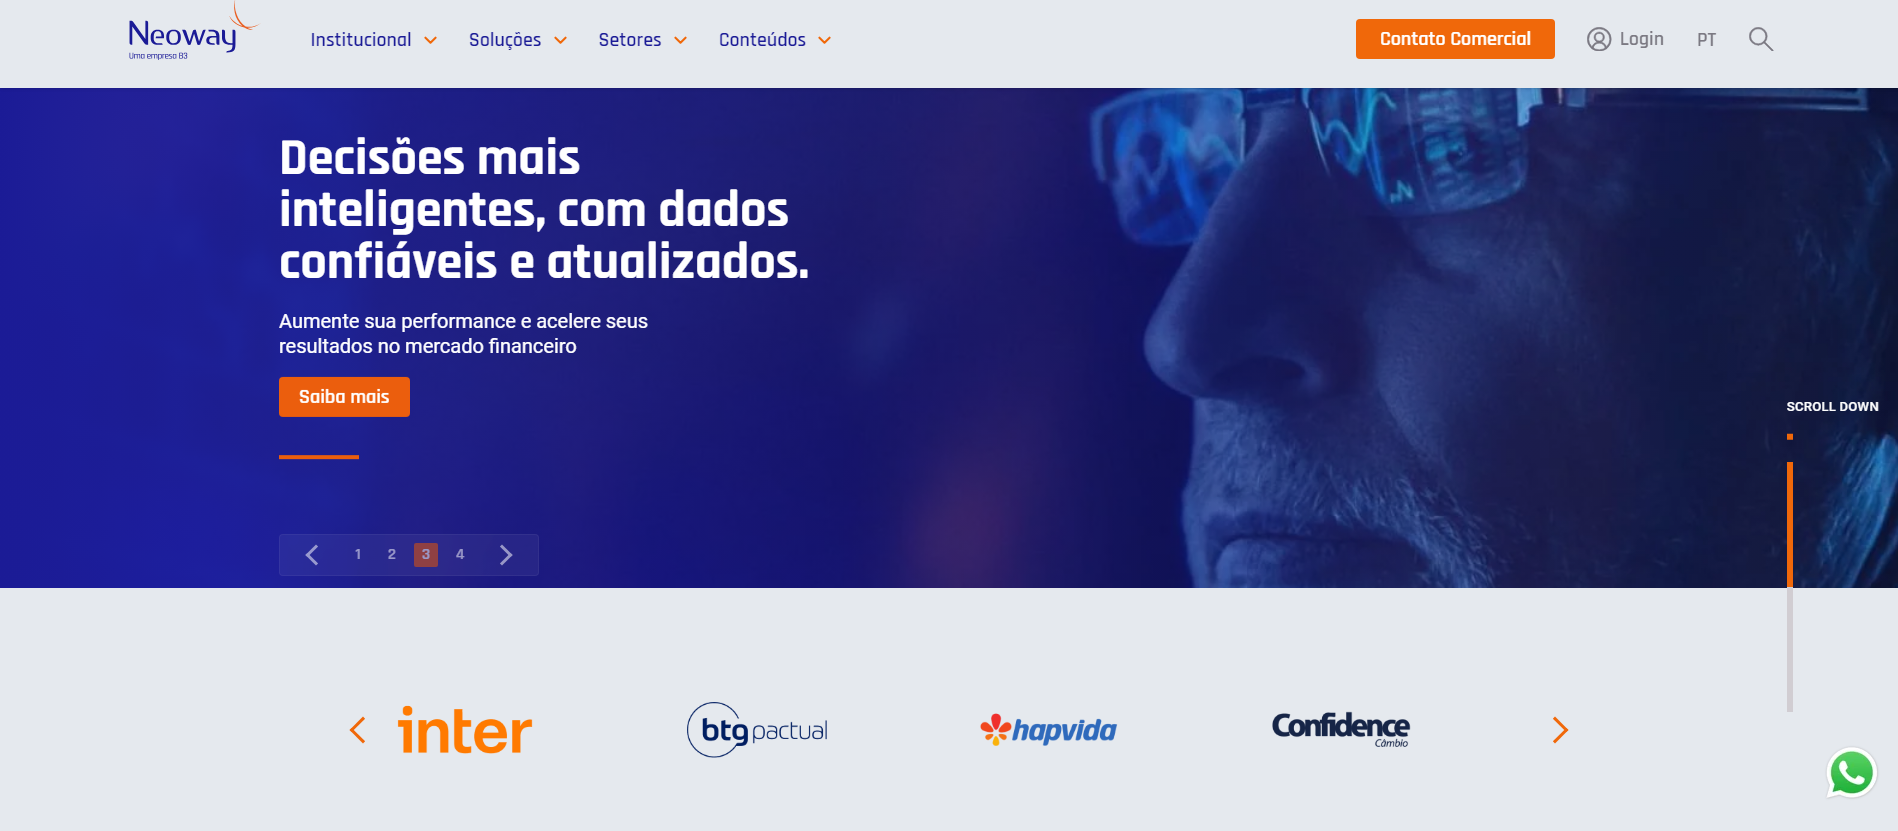 Neoway
Uma empresa B3
Institucional
Soluções
Setores
Conteúdos
Contato Comercial
Login
PT
Decisões mais
inteligentes, com dados
confiáveis e atualizados.
Aumente sua performance e acelere seus
resultados no mercado financeiro
Saiba mais
SCROLL DOWN
1 2 3 4
inter
btg pactual
hapvida
Confidence
Câmbio